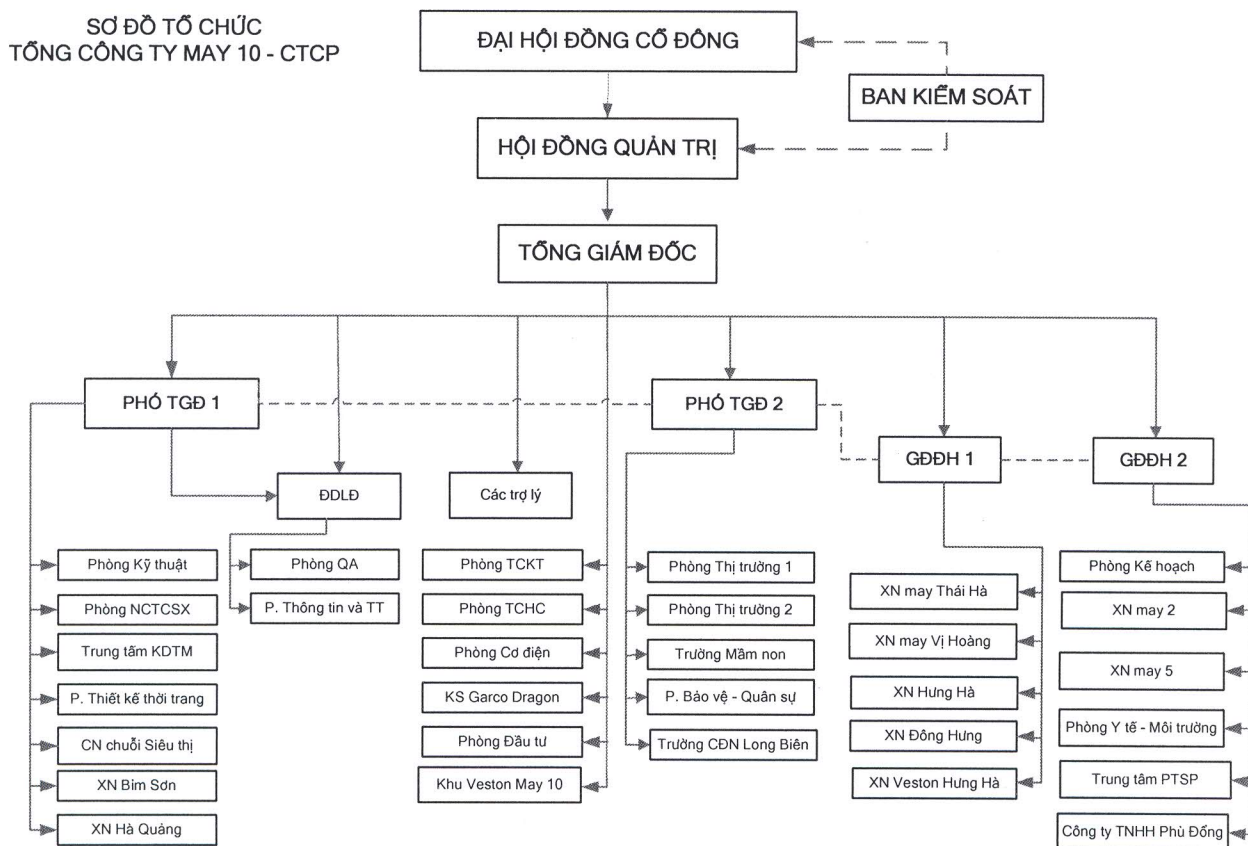 SƠ ĐỒ TỔ CHỨC
TỔNG CÔNG TY MAY 10 - CTCP
ĐẠI HỘI ĐỒNG CỔ ĐÔNG
BAN KIỂM SOÁT
HỘI ĐỒNG QUẢN TRỊ
TỔNG GIÁM ĐỐC
PHÓ TGĐ 1
PHÓ TGĐ 2
GĐĐH 1
GĐĐH 2
ĐDLĐ
Các trợ lý
Phòng Kỹ thuật
Phòng NCTCSX
Trung tâm KDTM
P. Thiết kế thời trang
CN chuỗi Siêu thị
XN Bỉm Sơn
XN Hà Quảng
Phòng QA
P. Thông tin và TT
Phòng TCKT
Phòng TCHC
Phòng Cơ điện
KS Garco Dragon
Phòng Đầu tư
Khu Veston May 10
Phòng Thị trường 1
Phòng Thị trường 2
Trường Mầm non
P. Bảo vệ - Quân sự
Trường CĐN Long Biên
XN may Thái Hà
XN may Vị Hoàng
XN Hưng Hà
XN Đông Hưng
XN Veston Hưng Hà
Phòng Kế hoạch
XN may 2
XN may 5
Phòng Y tế - Môi trường
Trung tâm PTSP
Công ty TNHH Phù Đổng